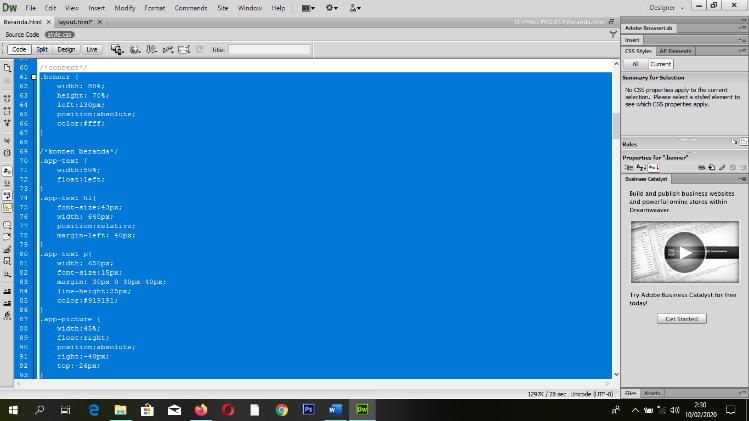 Dw File Edit View Insert Modify Format Commands Site Window Help Designer
Beranda.html layout.html* D:\FINAL PROJECT\Beranda.html
Source Code style.css
Code Split Design Live Title:
60 /*content*/
61 .benner {
62 width: 80%;
63 height: 70%;
64 left:130px;
65 position:absolute;
66 color:#fff;
67 }
68
69 /*konten beranda*/
70 .app-text {
71 width:50%;
72 float:left;
73 }
74 .app-text h1{
75 font-size:43px;
76 width: 640px;
77 position:relative;
78 margin-left: 40px;
79 }
80 .app-text p{
81 width: 650px;
82 font-size:15px;
83 margin: 30px 0 30px 40px;
84 line-height:25px;
85 color:#919191;
86 }
87 .app-picture {
88 width:45%;
89 float:right;
90 position:absolute;
91 right:-40px;
92 top:-26px;
93 }
1297K / 28 sec Unicode (UTF-8)
Adobe BrowserLab
Insert
CSS Styles AP Elements
All Current
Summary for Selection
No CSS properties apply to the current
selection. Please select a styled element to
see which CSS properties apply.
Rules
Properties for ".benner"
Business Catalyst
Build and publish business websites
and powerful online stores within
Dreamweaver.
Try Adobe Business Catalyst for free
today!
Get Started
Files Assets
2:30
10/02/2020